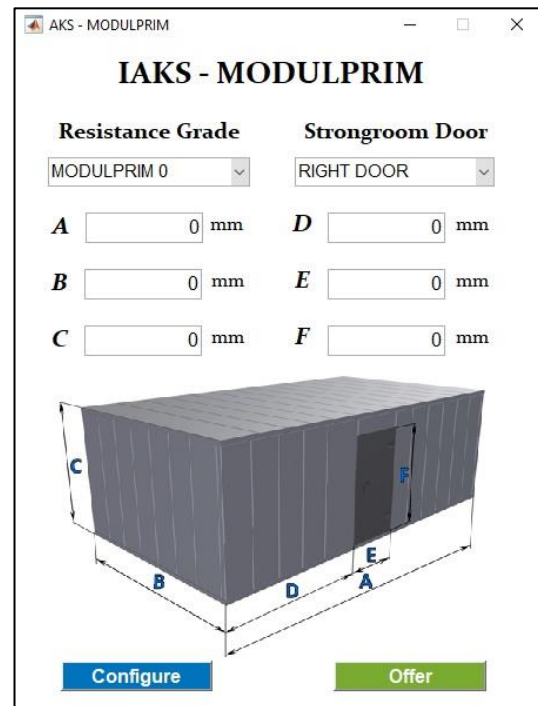 AKS - MODULPRIM
IAKS - MODULPRIM
Resistance Grade Strongroom Door
MODULPRIM 0 RIGHT DOOR
A 0 mm D 0 mm
B 0 mm E 0 mm
C 0 mm F 0 mm
C
F
B
D
E
A
Configure Offer